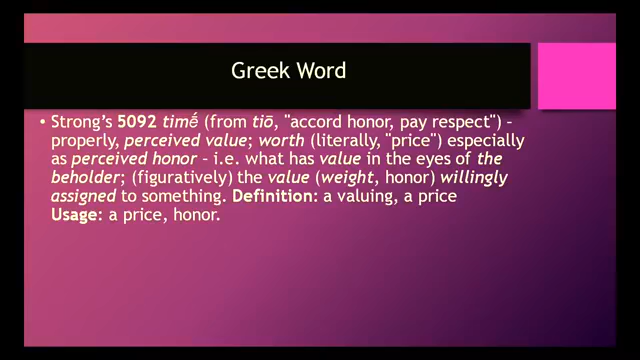 Greek Word
• Strong’s 5092 timḗ (from tiō, "accord honor, pay respect") –
properly, perceived value; worth (literally, "price") especially
as perceived honor – i.e. what has value in the eyes of the
beholder; (figuratively) the value (weight, honor) willingly
assigned to something. Definition: a valuing, a price
Usage: a price, honor.